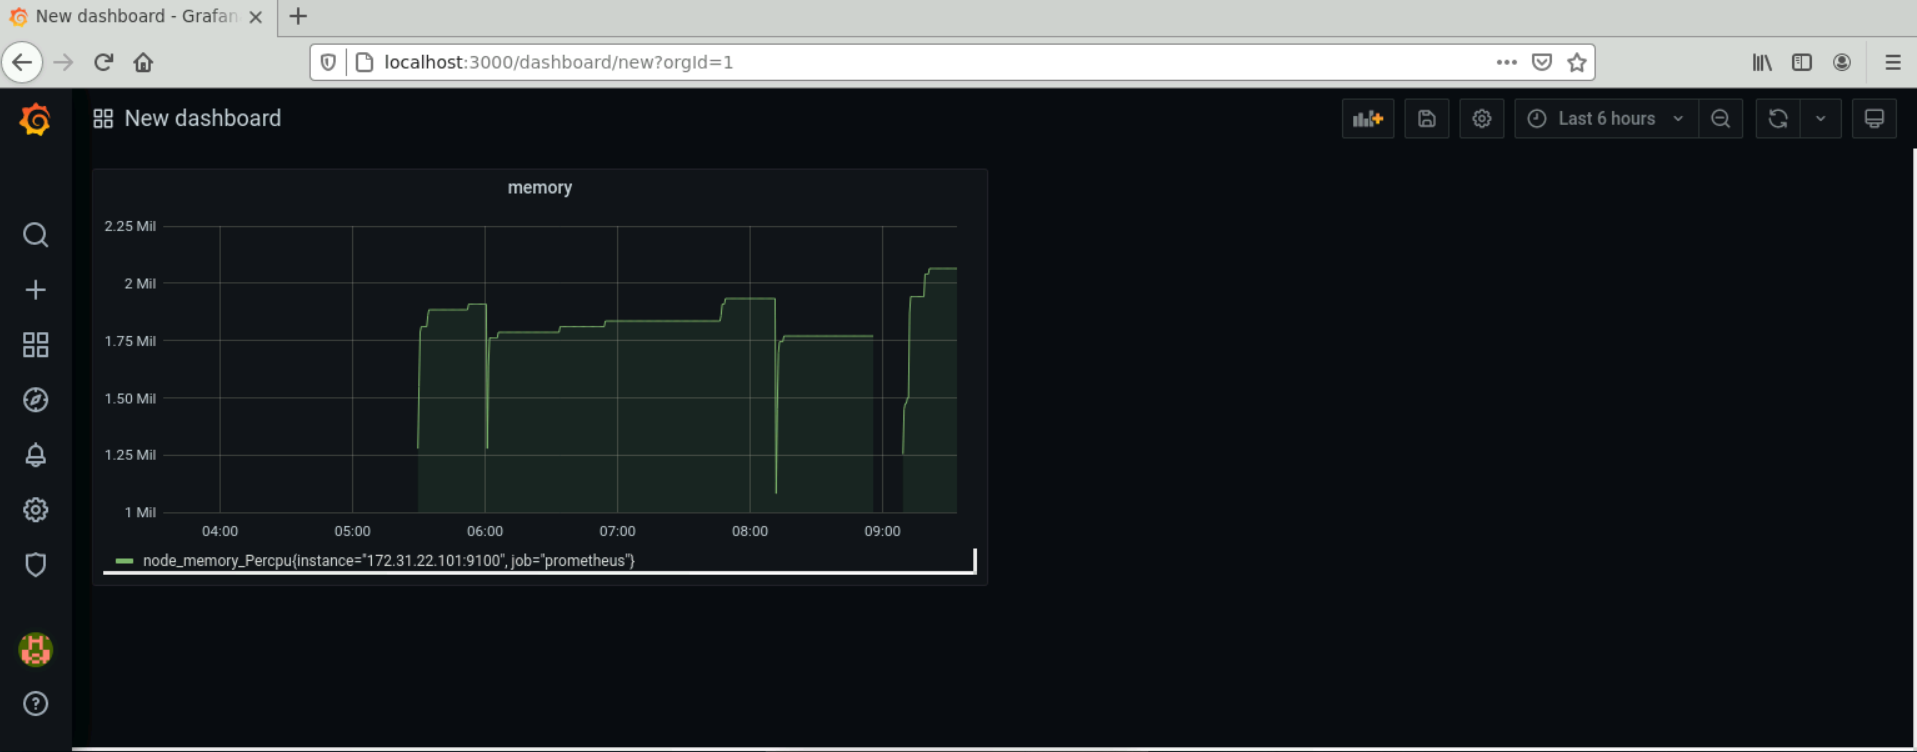 New dashboard - Grafan
localhost:3000/dashboard/new?orgId=1
New dashboard
Last 6 hours
memory
2.25 Mil
2 Mil
1.75 Mil
1.50 Mil
1.25 Mil
1 Mil
04:00 05:00 06:00 07:00 08:00 09:00
node_memory_Percpu{instance="172.31.22.101:9100", job="prometheus"}